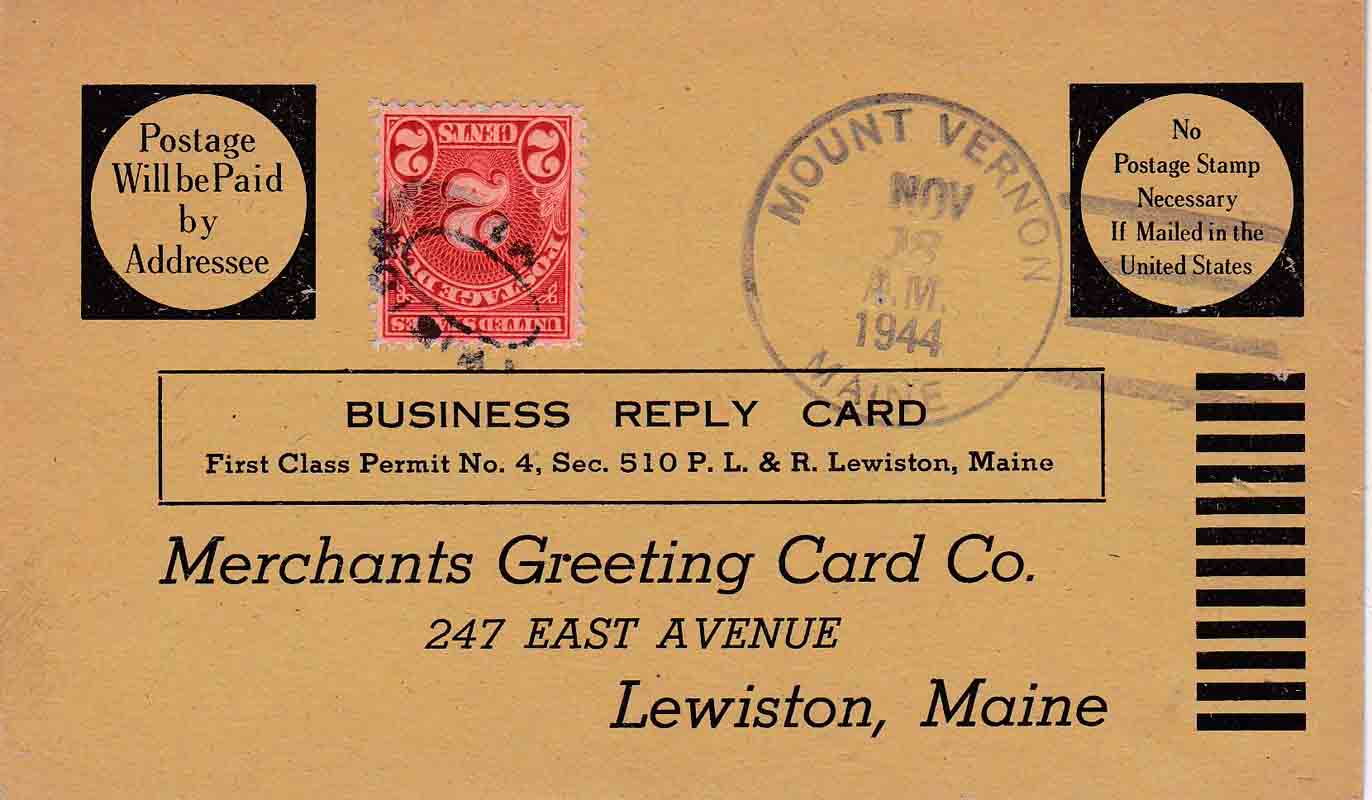 Postage
Will be Paid
by
Addressee
2 CENTS 2
2
POSTAGE D
UNITED STATES
MOUNT VERNON
NOV
18
A.M.
1944
MAINE
No
Postage Stamp
Necessary
If Mailed in the
United States
BUSINESS REPLY CARD
First Class Permit No. 4, Sec. 510 P. L. & R. Lewiston, Maine
Merchants Greeting Card Co.
247 EAST AVENUE
Lewiston, Maine